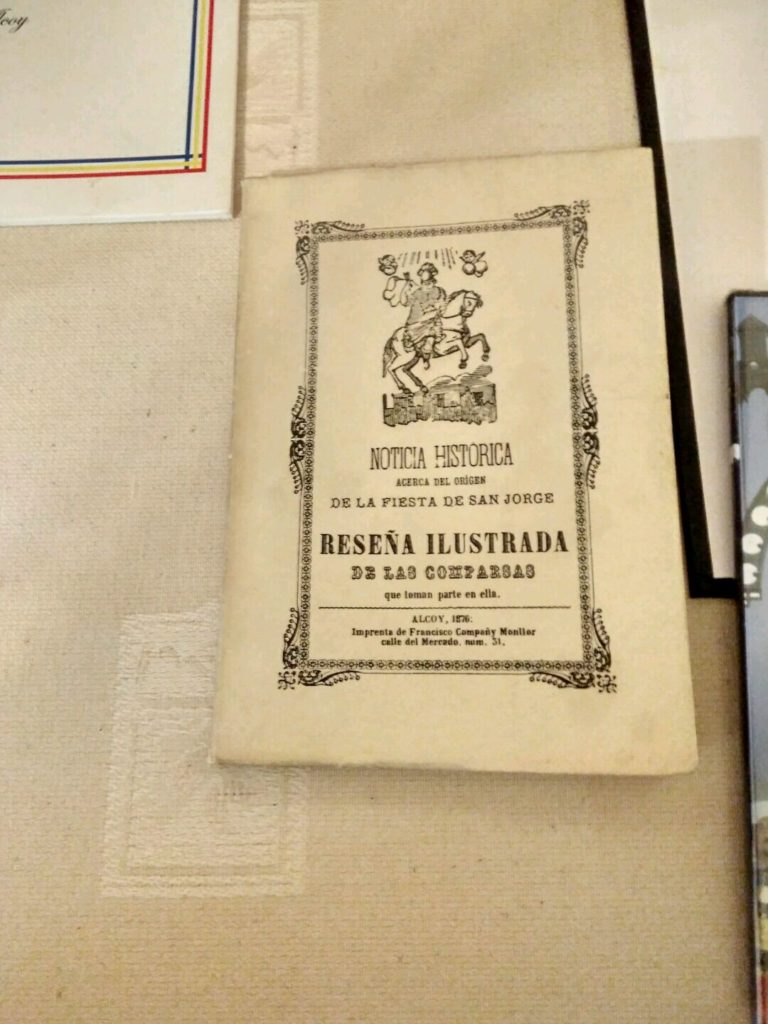 NOTICIA HISTORICA
ACERCA DEL ORÍGEN
DE LA FIESTA DE SAN JORGE
RESEÑA ILUSTRADA
DE LAS COMPARSAS
que toman parte en ella.
ALCOY, 1876:
Imprenta de Francisco Compañy Monllor
calle del Mercado, num. 31.